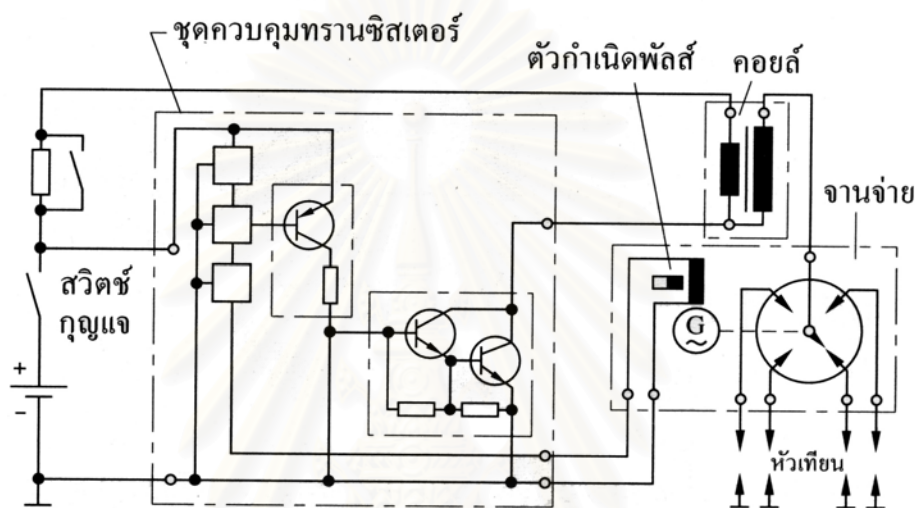 ชุดควบคุมทรานซิสเตอร์
ตัวกำเนิดพัลส์
คอยล์
จานจ่าย
สวิตช์
กุญแจ
+
-
G
~
หัวเทียน